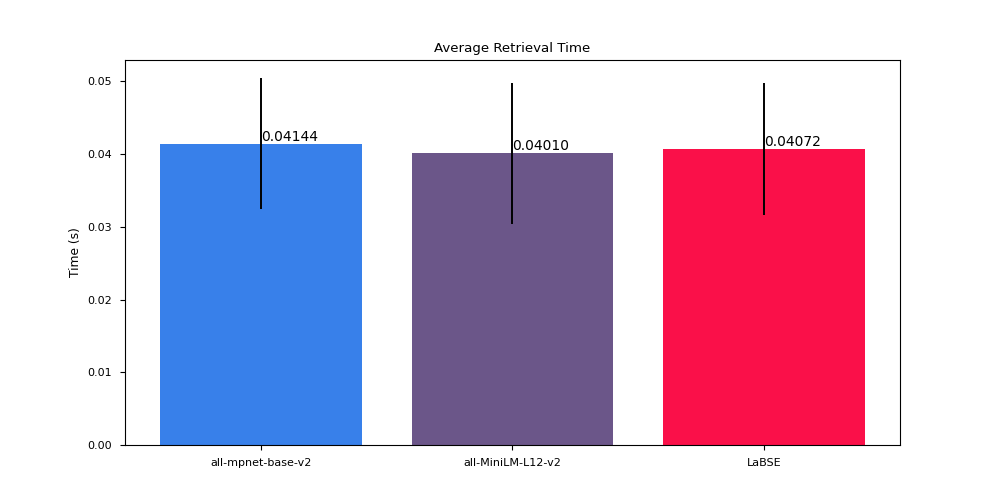 Average Retrieval Time
Time (s)
0.05
0.04
0.03
0.02
0.01
0.00
0.04144
0.04010
0.04072
all-mpnet-base-v2
all-MiniLM-L12-v2
LaBSE